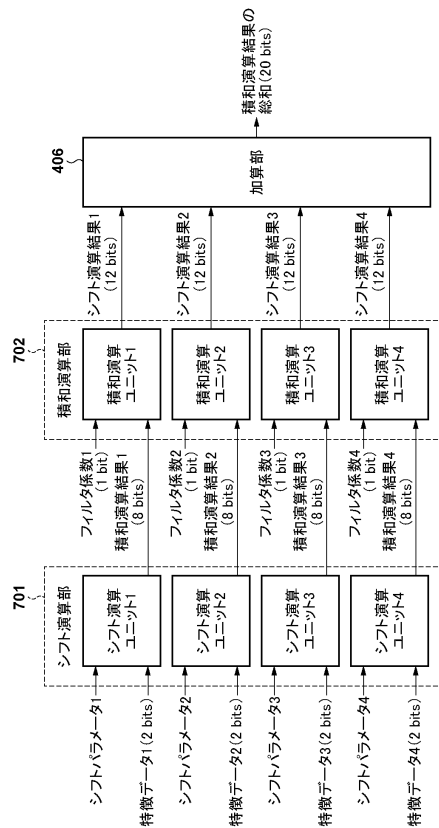 701
シフト演算部
シフトパラメータ1
特徴データ1(2 bits)
シフト演算
ユニット1
シフトパラメータ2
特徴データ2(2 bits)
シフト演算
ユニット2
シフトパラメータ3
特徴データ3(2 bits)
シフト演算
ユニット3
シフトパラメータ4
特徴データ4(2 bits)
シフト演算
ユニット4
702
積和演算部
フィルタ係数1
(1 bit)
積和演算結果1
(8 bits)
積和演算
ユニット1
フィルタ係数2
(1 bit)
積和演算結果2
(8 bits)
積和演算
ユニット2
フィルタ係数3
(1 bit)
積和演算結果3
(8 bits)
積和演算
ユニット3
フィルタ係数4
(1 bit)
積和演算結果4
(8 bits)
積和演算
ユニット4
シフト演算結果1
(12 bits)
シフト演算結果2
(12 bits)
シフト演算結果3
(12 bits)
シフト演算結果4
(12 bits)
406
加算部
積和演算結果の
総和(20 bits)